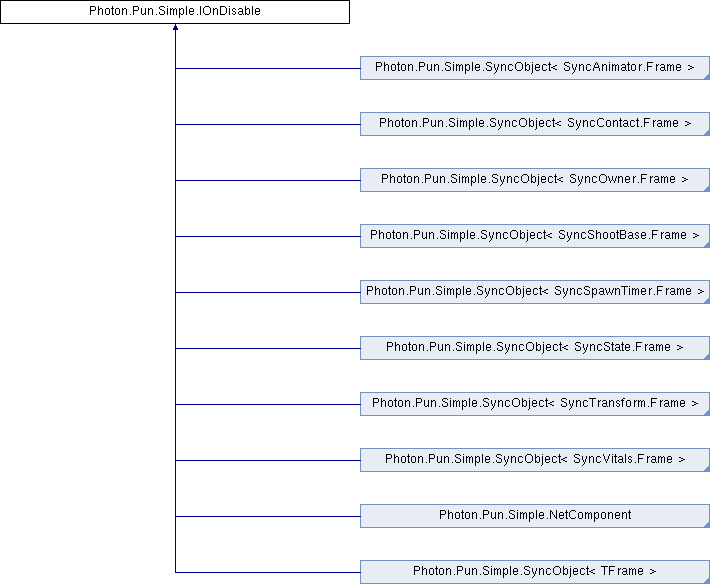 Photon.Pun.Simple.IOnDisable
Photon.Pun.Simple.SyncObject< SyncAnimator.Frame >
Photon.Pun.Simple.SyncObject< SyncContact.Frame >
Photon.Pun.Simple.SyncObject< SyncOwner.Frame >
Photon.Pun.Simple.SyncObject< SyncShootBase.Frame >
Photon.Pun.Simple.SyncObject< SyncSpawnTimer.Frame >
Photon.Pun.Simple.SyncObject< SyncState.Frame >
Photon.Pun.Simple.SyncObject< SyncTransform.Frame >
Photon.Pun.Simple.SyncObject< SyncVitals.Frame >
Photon.Pun.Simple.NetComponent
Photon.Pun.Simple.SyncObject< TFrame >